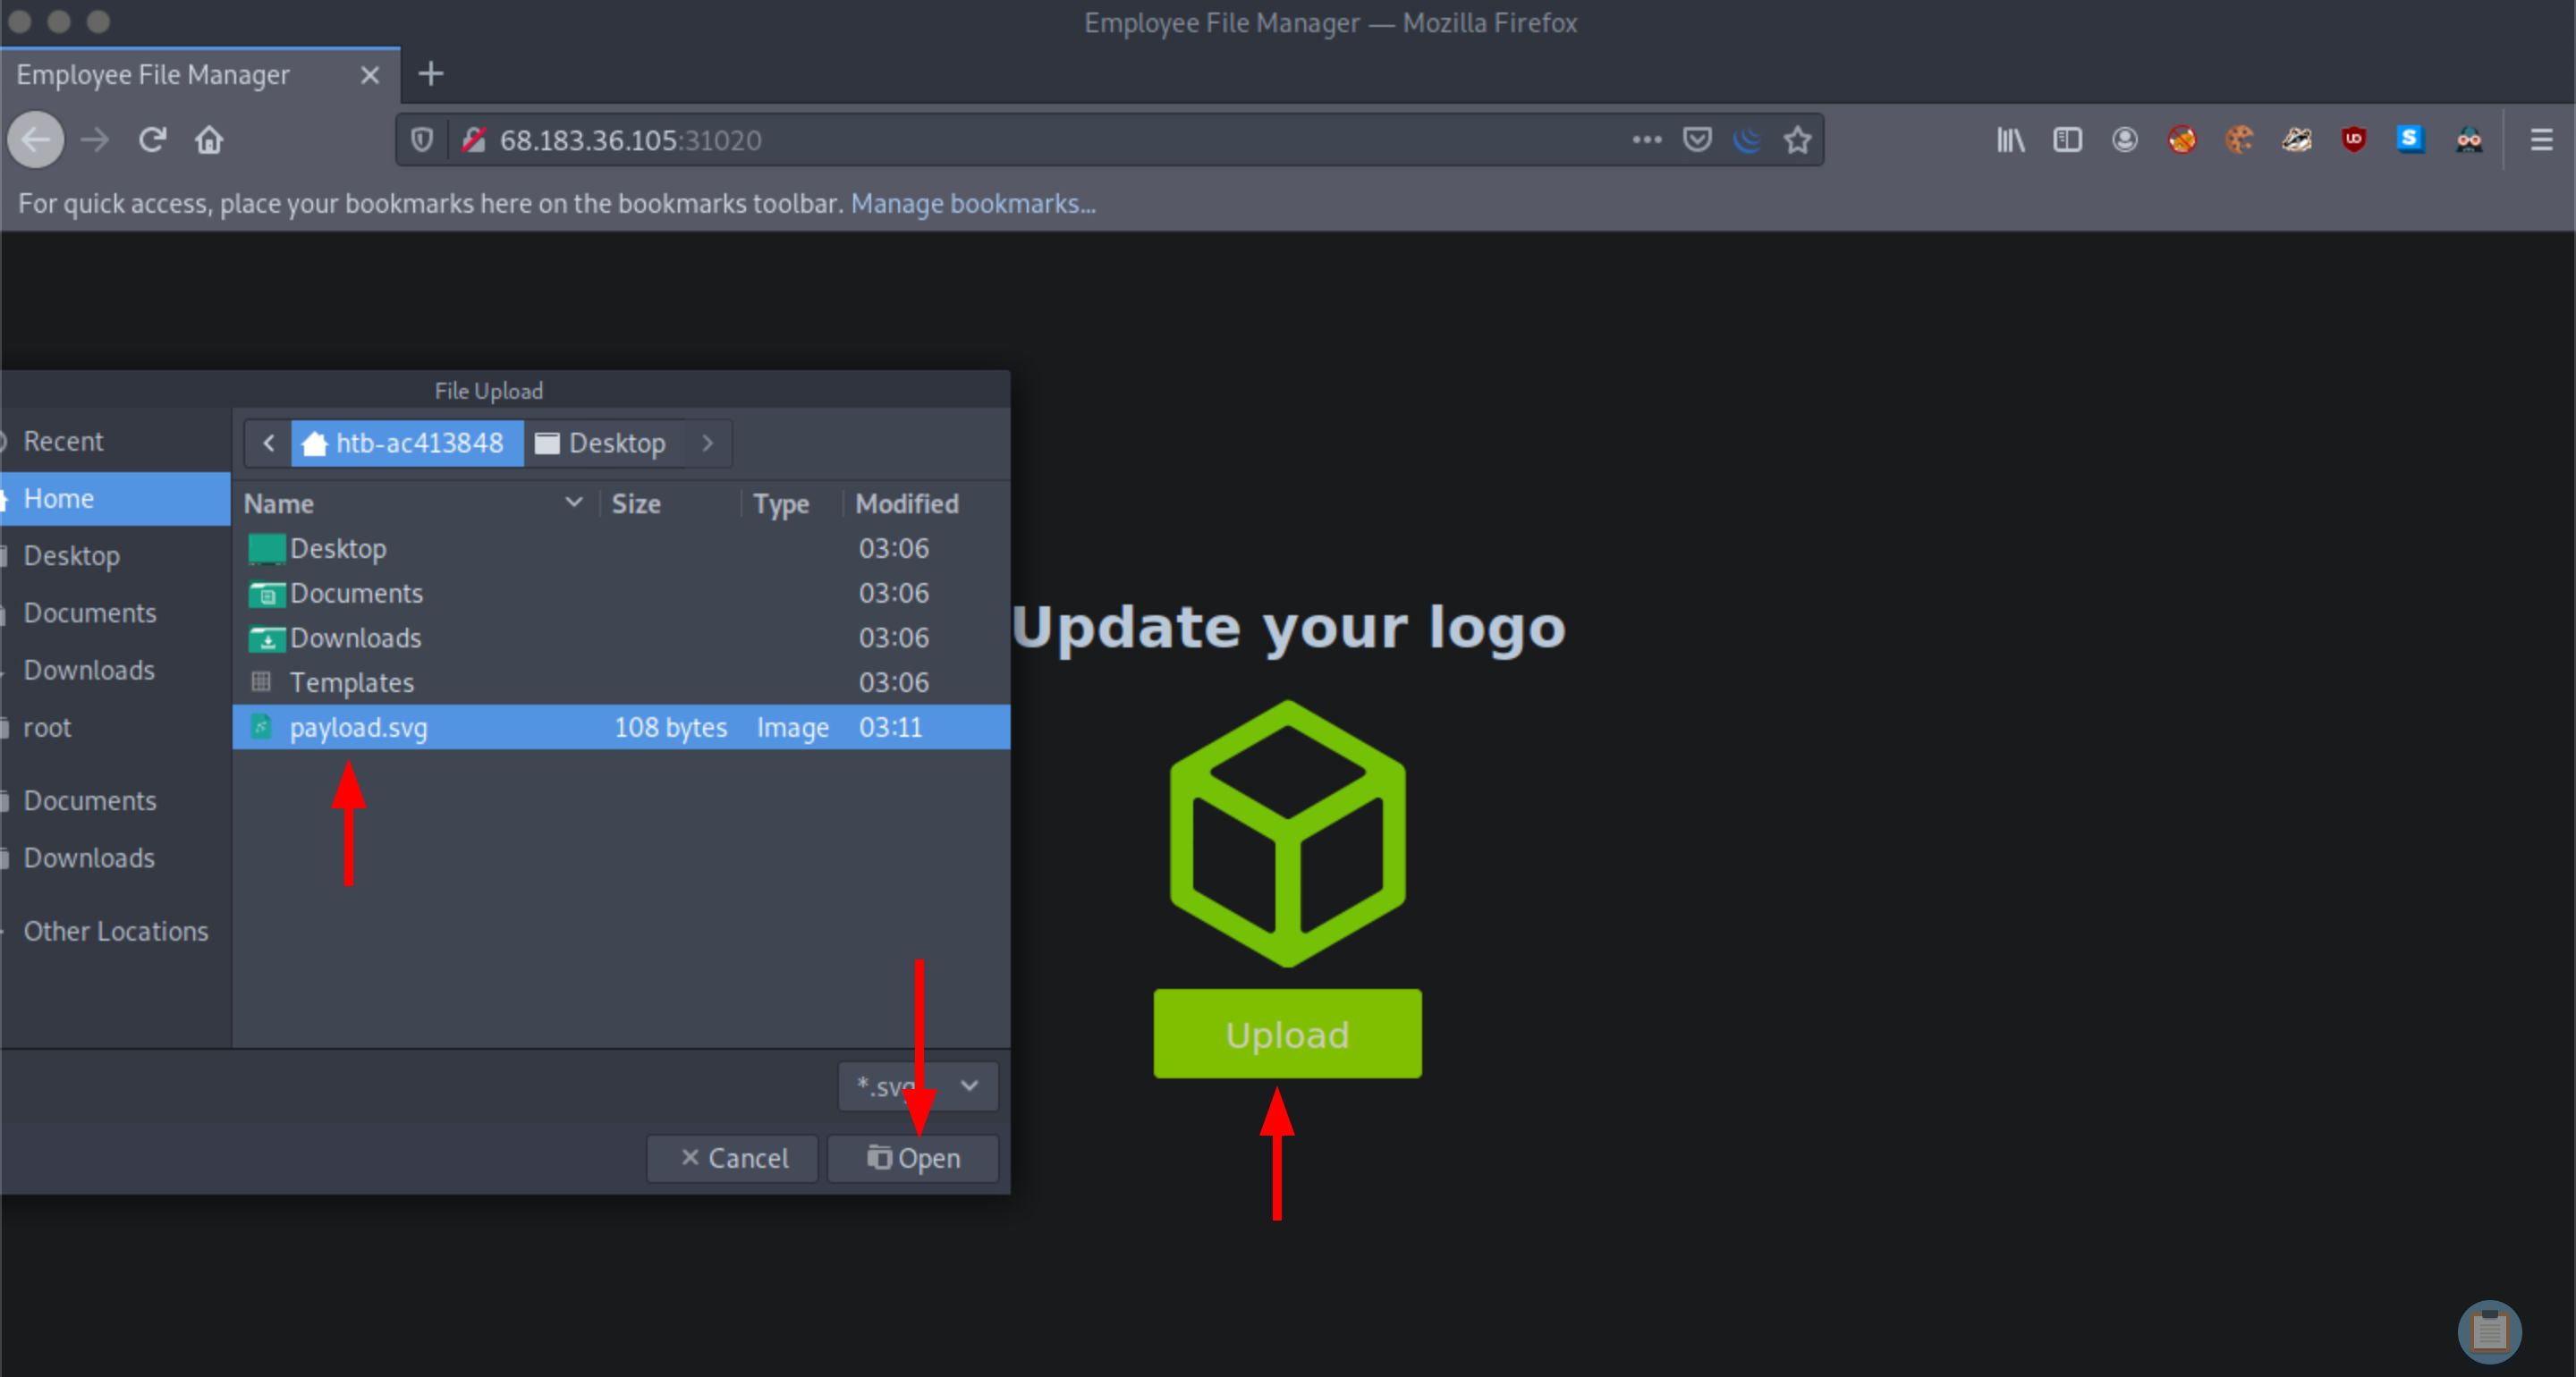 Employee File Manager — Mozilla Firefox
Employee File Manager
68.183.36.105:31020
For quick access, place your bookmarks here on the bookmarks toolbar. Manage bookmarks...
File Upload
Recent
Home
Desktop
Documents
Downloads
root
Documents
Downloads
Other Locations
htb-ac413848 Desktop
Name Size Type Modified
Desktop 03:06
Documents 03:06
Downloads 03:06
Templates 03:06
payload.svg 108 bytes Image 03:11
*.svg
Cancel Open
Update your logo
Upload